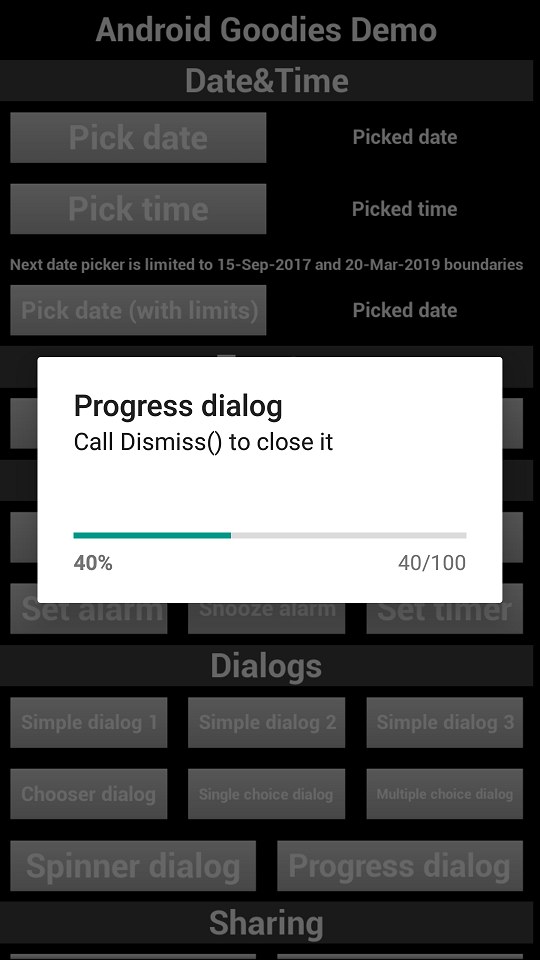 Android Goodies Demo
Date&Time
Pick date
Picked date
Pick time
Picked time
Next date picker is limited to 15-Sep-2017 and 20-Mar-2019 boundaries
Pick date (with limits)
Picked date
Progress dialog
Call Dismiss() to close it
40%
40/100
Set alarm
Snooze alarm
Set timer
Dialogs
Simple dialog 1
Simple dialog 2
Simple dialog 3
Chooser dialog
Single choice dialog
Multiple choice dialog
Spinner dialog
Progress dialog
Sharing